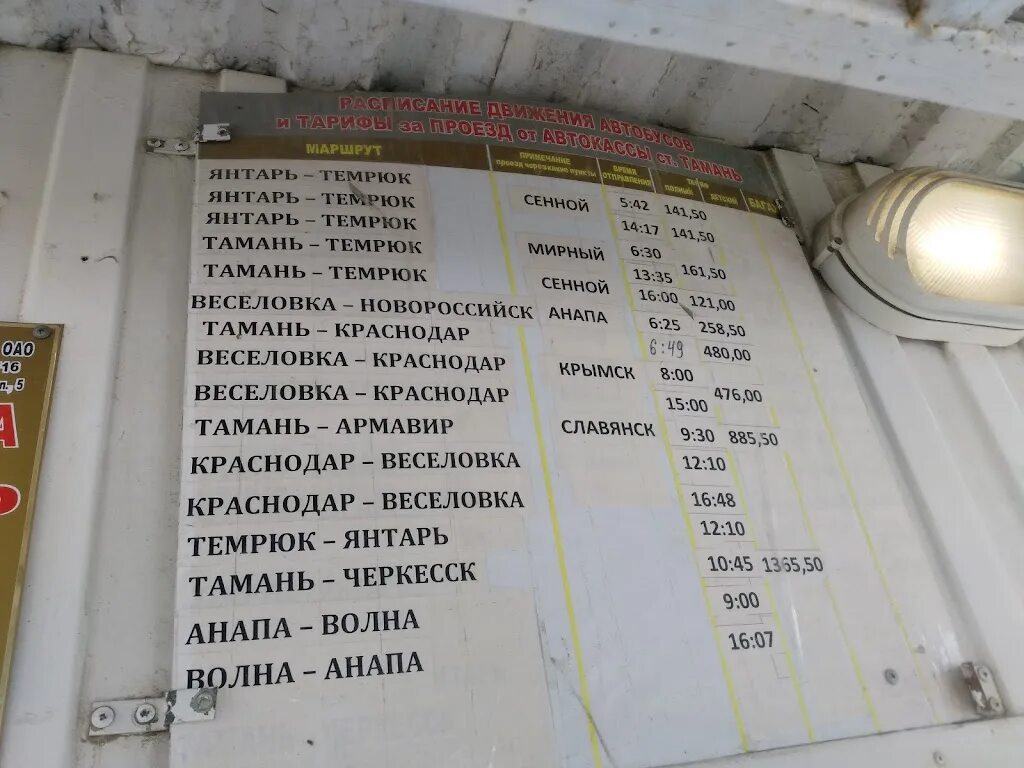 РАСПИСАНИЕ ДВИЖЕНИЯ АВТОБУСОВ
и ТАРИФЫ за ПРОЕЗД от АВТОКАССЫ ст. ТАМАНЬ
МАРШРУТ ПРИМЕЧАНИЕ проезд через какие пункты ВРЕМЯ ОТПРАВЛЕНИЯ ПОЛНЫЙ ДЕТСКИЙ
ЯНТАРЬ – ТЕМРЮК СЕННОЙ 5:42 141,50
ЯНТАРЬ – ТЕМРЮК 14:17 141,50
ЯНТАРЬ – ТЕМРЮК МИРНЫЙ 6:30
ТАМАНЬ – ТЕМРЮК 13:35 161,50
ТАМАНЬ – ТЕМРЮК СЕННОЙ 16:00 121,00
ВЕСЕЛОВКА – НОВОРОССИЙСК АНАПА 6:25 258,50
ТАМАНЬ – КРАСНОДАР 6:49 480,00
ВЕСЕЛОВКА – КРАСНОДАР КРЫМСК 8:00
ВЕСЕЛОВКА – КРАСНОДАР 15:00 476,00
ТАМАНЬ – АРМАВИР СЛАВЯНСК 9:30 885,50
КРАСНОДАР – ВЕСЕЛОВКА 12:10
КРАСНОДАР – ВЕСЕЛОВКА 16:48
ТЕМРЮК – ЯНТАРЬ 12:10
ТАМАНЬ – ЧЕРКЕССК 10:45 1365,50
АНАПА – ВОЛНА 9:00
ВОЛНА – АНАПА 16:07
ОАО
16
5